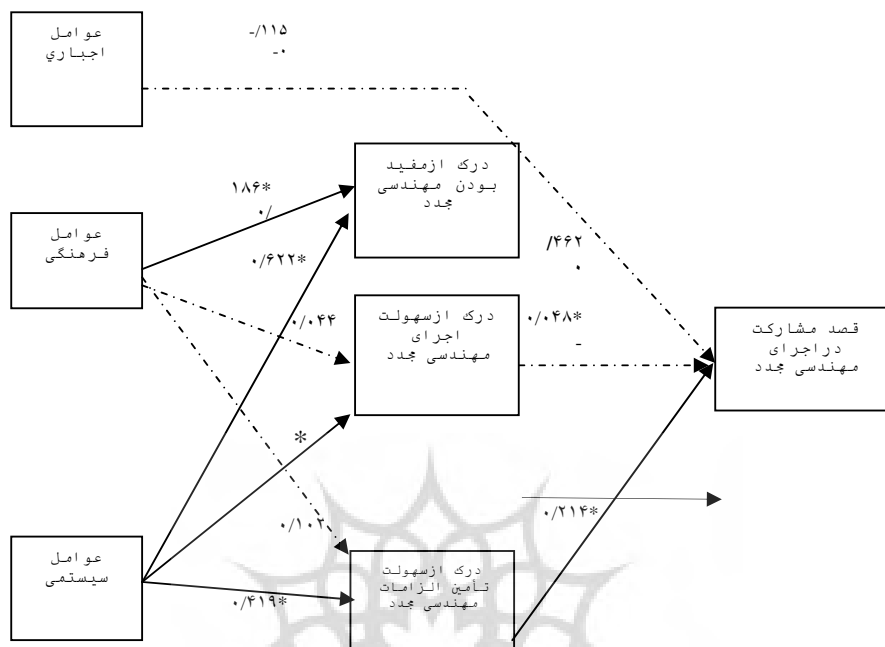 عوامل
اجباري
-/۱۱۵
-۰
درک ازمفید
بودن مهندسی
مجدد
۱۸۶*
۰/
عوامل
فرهنگی
۰/۶۲۲*
/۴۶۲
۰
۰/۰۴۴
درک ازسهولت
اجرای
مهندسی مجدد
۰/۰۴۸*
-
قصد مشارکت
دراجرای
مهندسی مجدد
*
۰/۱۰۲
۰/۲۱۴*
عوامل
سیستمی
۰/۴۱۹*
درک ازسهولت
تأمین الزامات
مهندسی مجدد